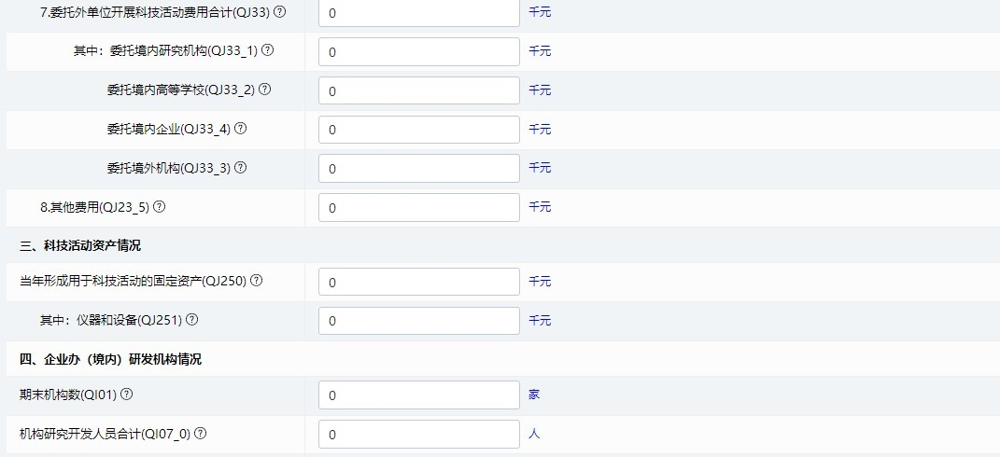 7.委托外单位开展科技活动费用合计(QJ33) ? 0 千元
其中：委托境内研究机构(QJ33_1) ? 0 千元
委托境内高等学校(QJ33_2) ? 0 千元
委托境内企业(QJ33_4) ? 0 千元
委托境外机构(QJ33_3) ? 0 千元
8.其他费用(QJ23_5) ? 0 千元
三、科技活动资产情况
当年形成用于科技活动的固定资产(QJ250) ? 0 千元
其中：仪器和设备(QJ251) ? 0 千元
四、企业办（境内）研发机构情况
期末机构数(QI01) ? 0 家
机构研究开发人员合计(QI07_0) ? 0 人